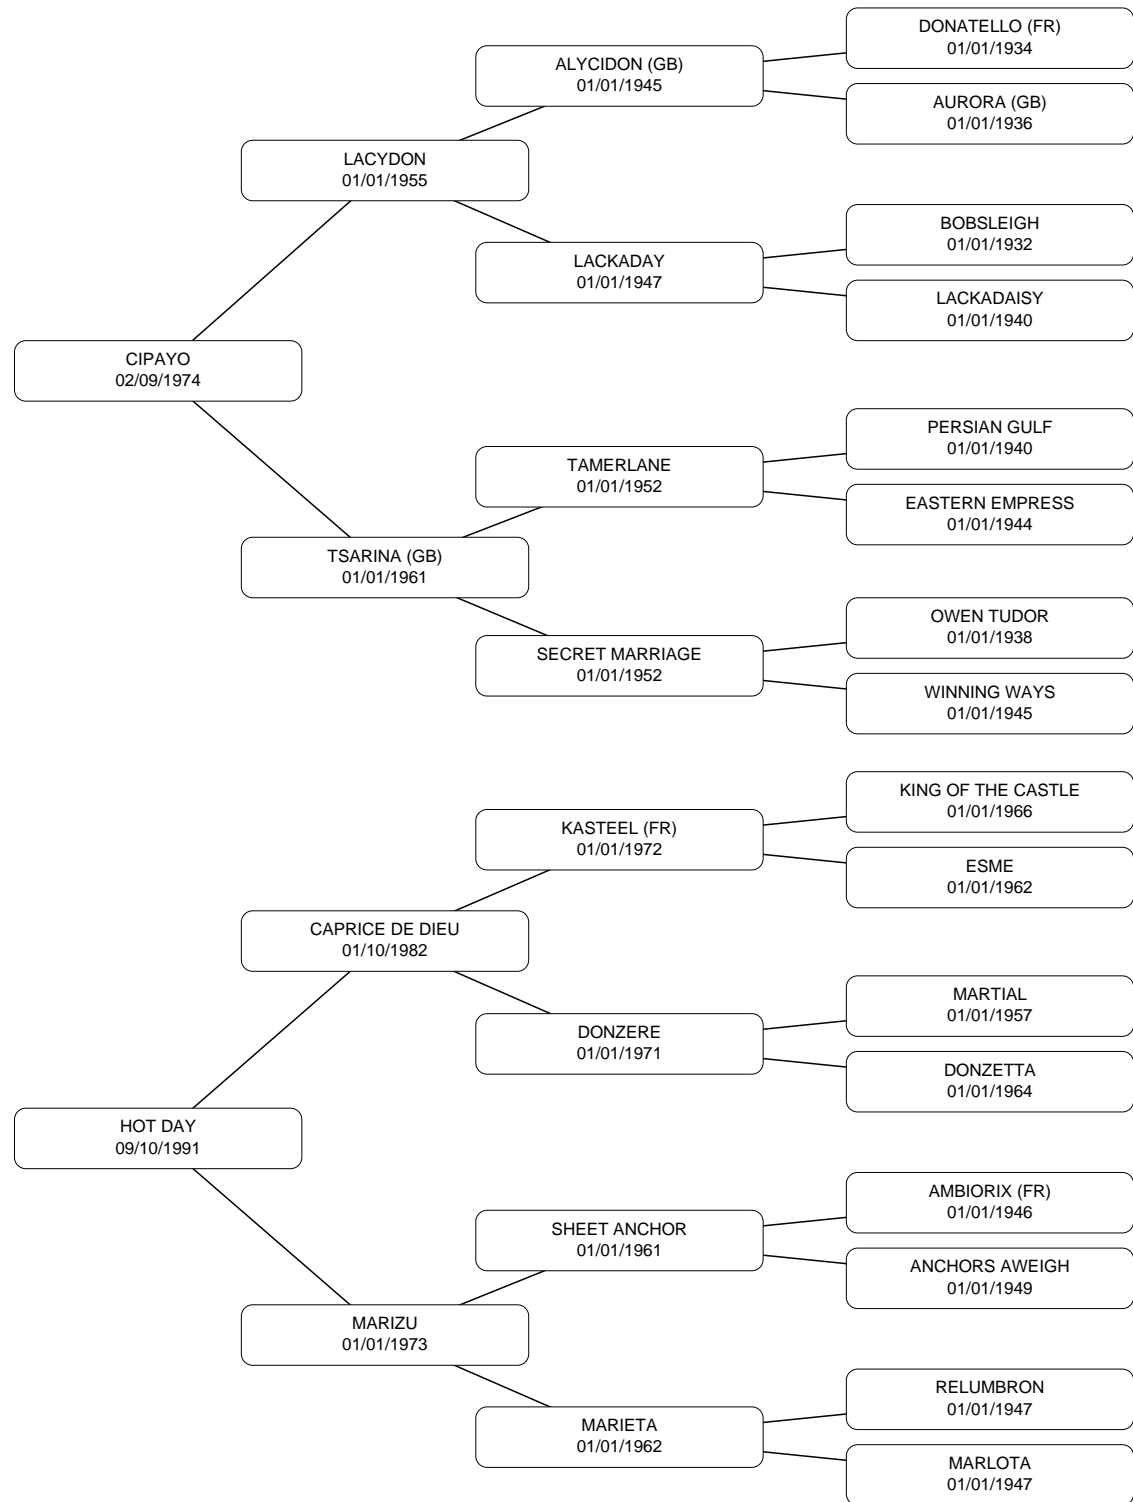 DONATELLO (FR)
01/01/1934
ALYCIDON (GB)
01/01/1945
AURORA (GB)
01/01/1936
LACYDON
01/01/1955
BOBSLEIGH
01/01/1932
LACKADAY
01/01/1947
LACKADAISY
01/01/1940
CIPAYO
02/09/1974
PERSIAN GULF
01/01/1940
TAMERLANE
01/01/1952
EASTERN EMPRESS
01/01/1944
TSARINA (GB)
01/01/1961
OWEN TUDOR
01/01/1938
SECRET MARRIAGE
01/01/1952
WINNING WAYS
01/01/1945
KING OF THE CASTLE
01/01/1966
KASTEEL (FR)
01/01/1972
ESME
01/01/1962
CAPRICE DE DIEU
01/10/1982
MARTIAL
01/01/1957
DONZERE
01/01/1971
DONZETTA
01/01/1964
HOT DAY
09/10/1991
AMBIORIX (FR)
01/01/1946
SHEET ANCHOR
01/01/1961
ANCHORS AWEIGH
01/01/1949
MARIZU
01/01/1973
RELUMBRON
01/01/1947
MARIETA
01/01/1962
MARLOTA
01/01/1947